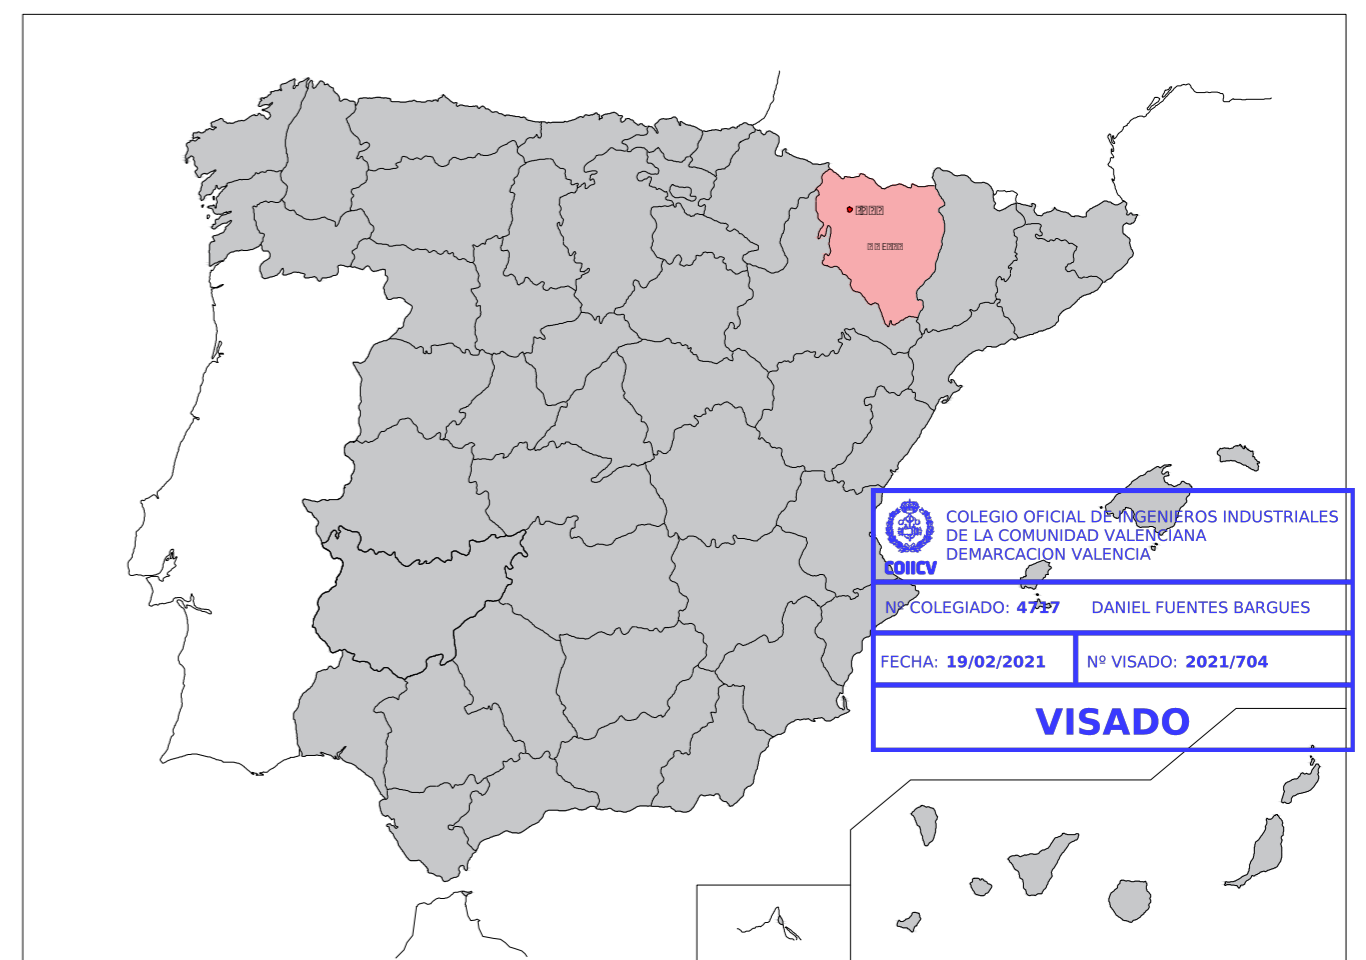 COLEGIO OFICIAL DE INGENIEROS INDUSTRIALES
DE LA COMUNIDAD VALENCIANA
DEMARCACION VALENCIA
COIICV
Nº COLEGIADO: 4717 DANIEL FUENTES BARGUES
FECHA: 19/02/2021 Nº VISADO: 2021/704
VISADO